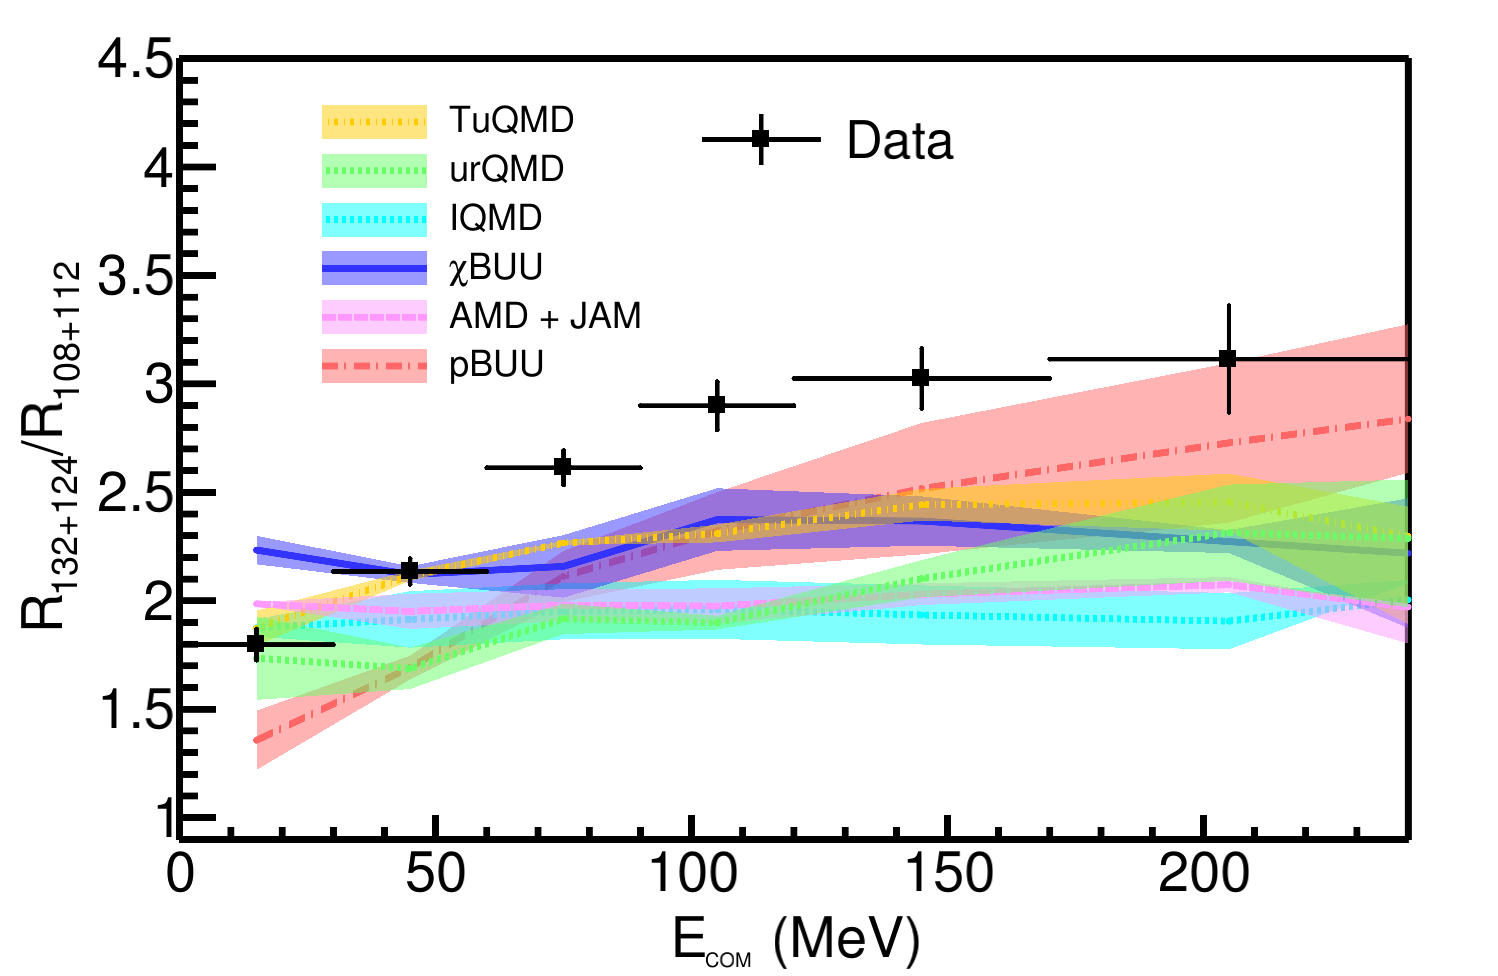 4.5
4
3.5
3
2.5
2
1.5
1
R132+124/R108+112
TuQMD
urQMD
IQMD
χBUU
AMD + JAM
pBUU
Data
0 50 100 150 200
ECOM (MeV)